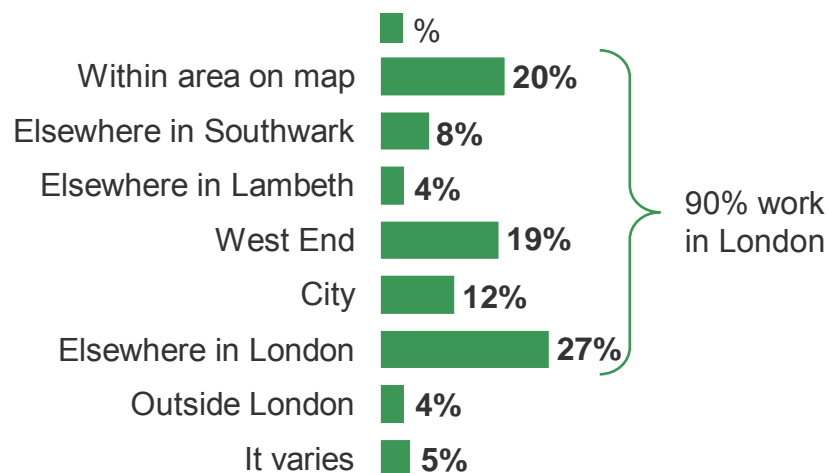 %
Within area on map 20%
Elsewhere in Southwark 8%
Elsewhere in Lambeth 4%
West End 19%
City 12%
Elsewhere in London 27%
Outside London 4%
It varies 5%
90% work
in London